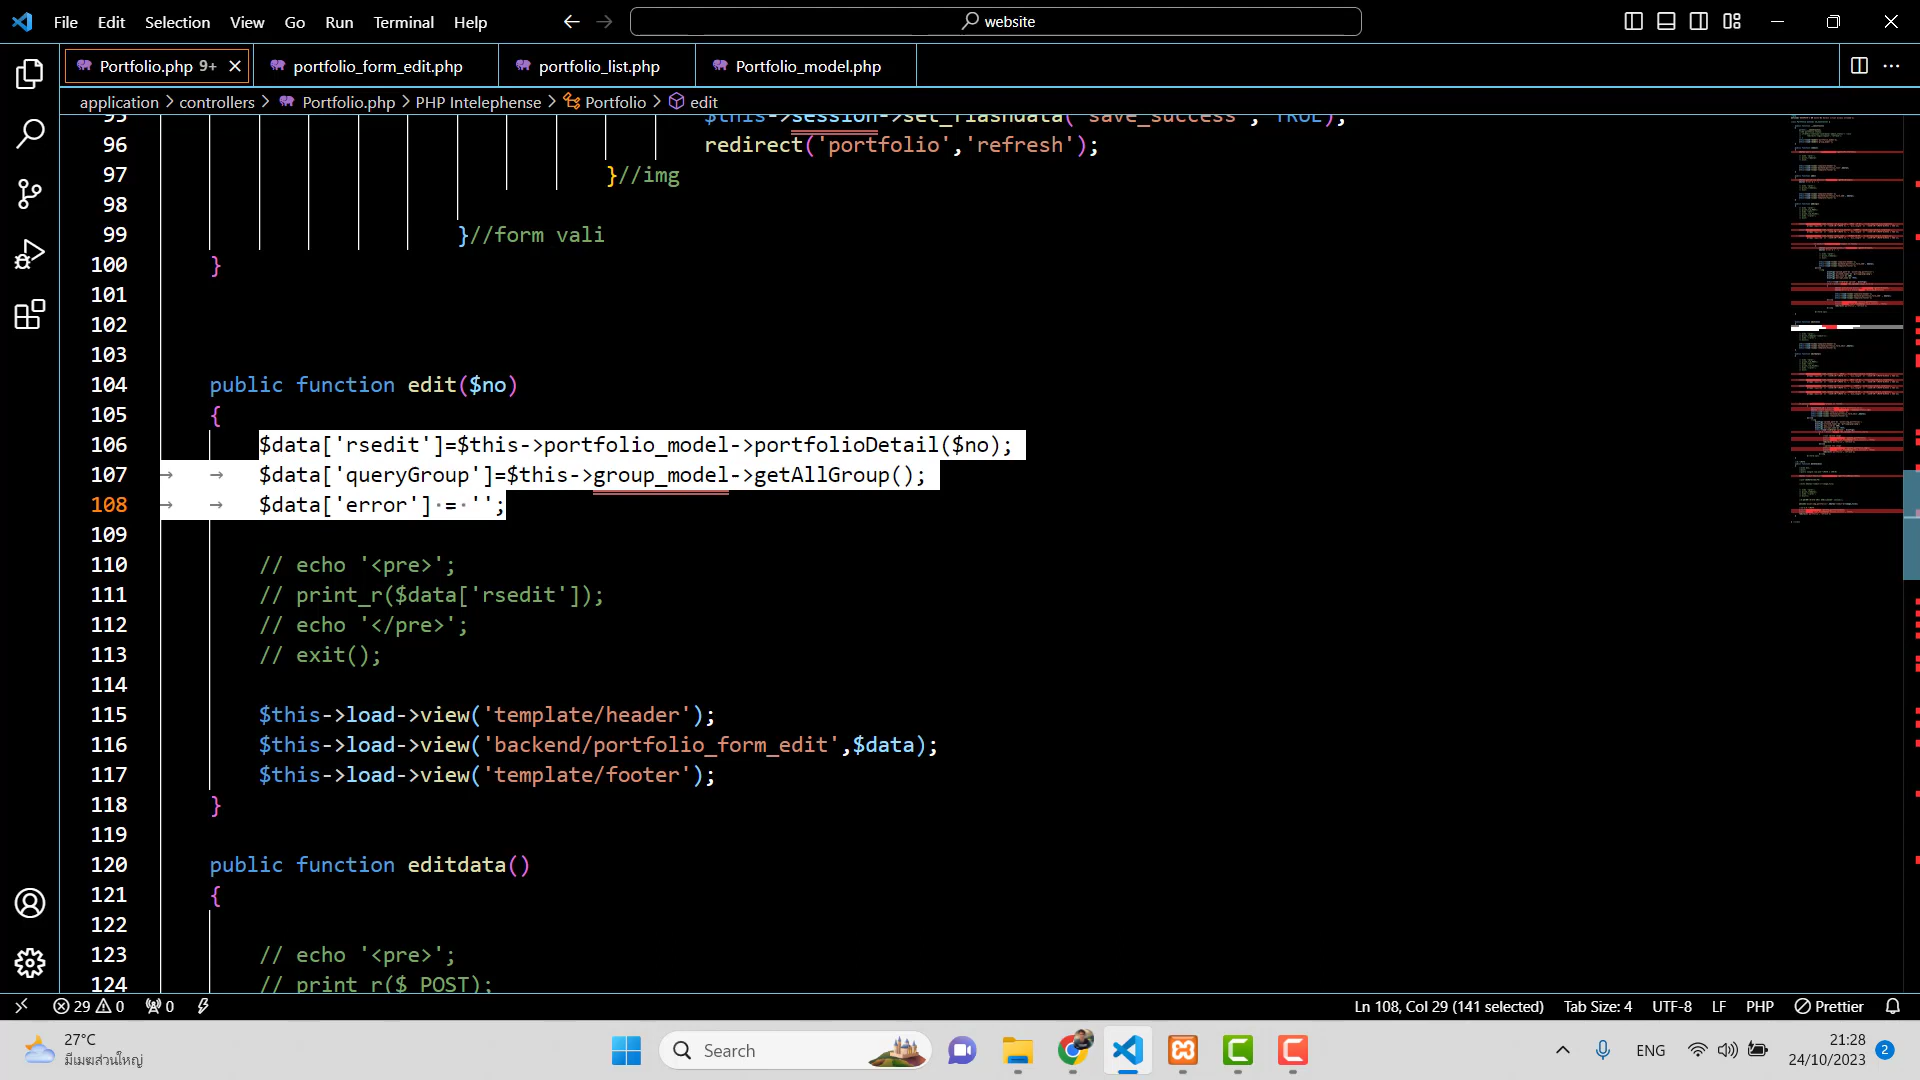 File Edit Selection View Go Run Terminal Help
website
Portfolio.php 9+
portfolio_form_edit.php
portfolio_list.php
Portfolio_model.php
application > controllers > Portfolio.php > PHP Intelephense > Portfolio > edit
95 $this->session->set_flashdata('save_success', TRUE);
96 redirect('portfolio','refresh');
97 }//img
98
99 }//form vali
100 }
101
102
103
104 public function edit($no)
105 {
106 $data['rsedit']=$this->portfolio_model->portfolioDetail($no);
107 $data['queryGroup']=$this->group_model->getAllGroup();
108 $data['error'] = '';
109
110 // echo '<pre>';
111 // print_r($data['rsedit']);
112 // echo '</pre>';
113 // exit();
114
115 $this->load->view('template/header');
116 $this->load->view('backend/portfolio_form_edit',$data);
117 $this->load->view('template/footer');
118 }
119
120 public function editdata()
121 {
122
123 // echo '<pre>';
124 // print_r($_POST);
29 0 0
Ln 108, Col 29 (141 selected) Tab Size: 4 UTF-8 LF PHP Prettier
27°C
มีเมฆส่วนใหญ่
Search
ENG
21:28
24/10/2023
2